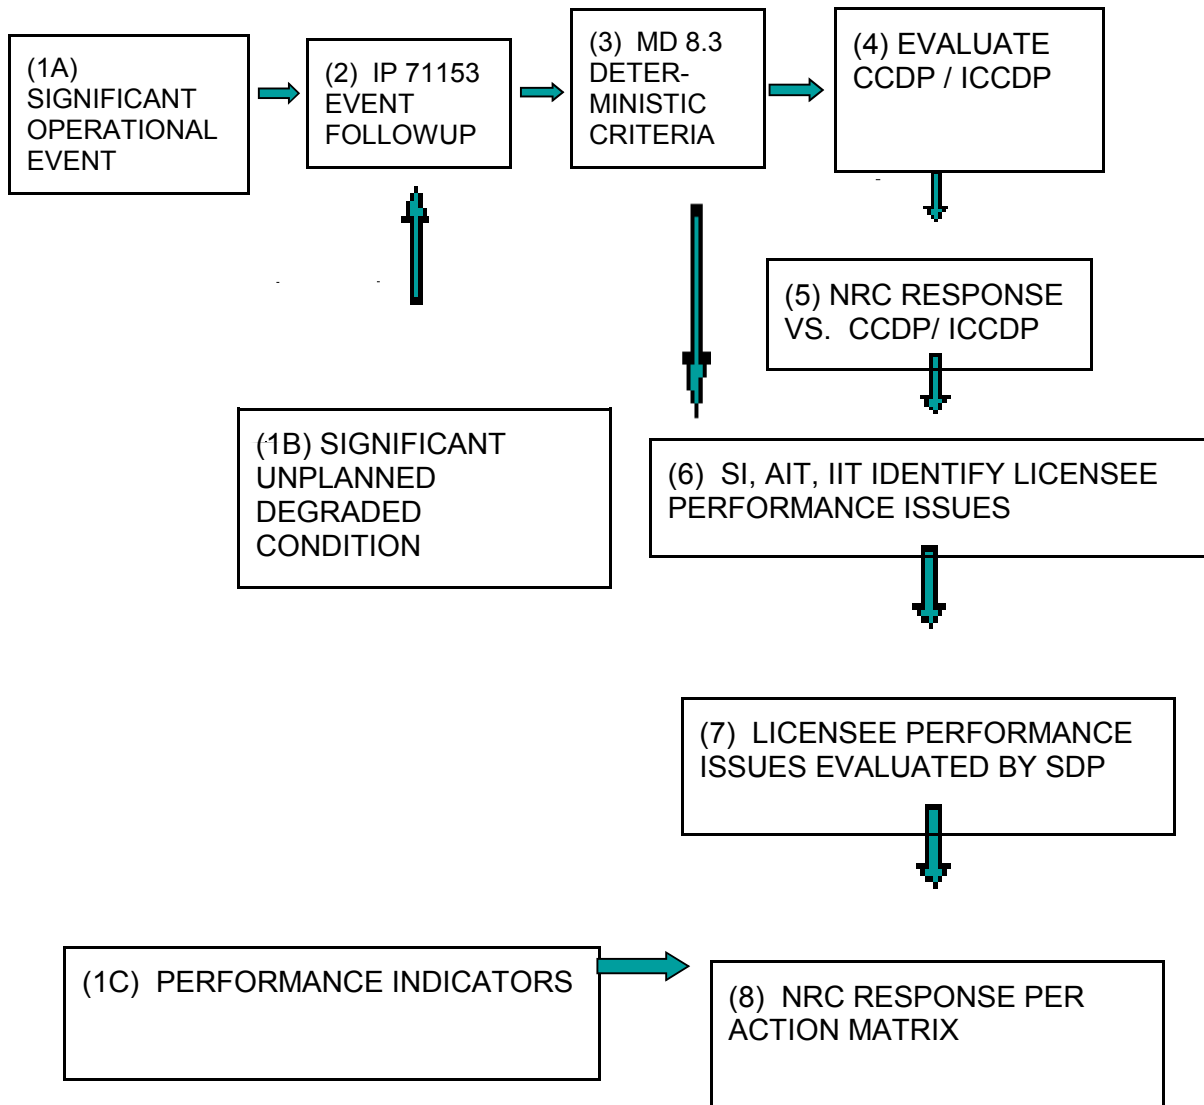 (1A)
SIGNIFICANT
OPERATIONAL
EVENT
(2) IP 71153
EVENT
FOLLOWUP
(3) MD 8.3
DETER-
MINISTIC
CRITERIA
(4) EVALUATE
CCDP / ICCDP
(5) NRC RESPONSE
VS. CCDP/ ICCDP
(1B) SIGNIFICANT
UNPLANNED
DEGRADED
CONDITION
(6) SI, AIT, IIT IDENTIFY LICENSEE
PERFORMANCE ISSUES
(7) LICENSEE PERFORMANCE
ISSUES EVALUATED BY SDP
(1C) PERFORMANCE INDICATORS
(8) NRC RESPONSE PER
ACTION MATRIX